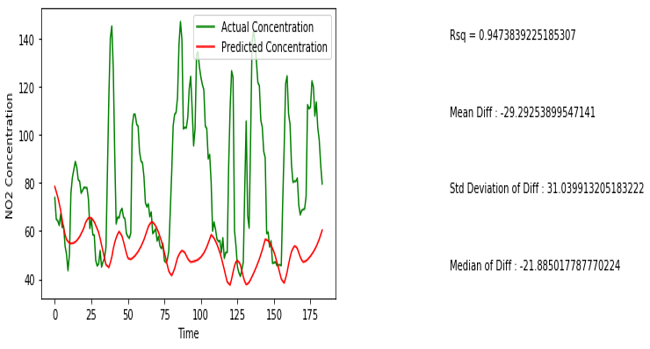 Actual Concentration
Predicted Concentration
140
120
100
80
60
40
NO2 Concentration
0 25 50 75 100 125 150 175
Time
Rsq = 0.9473839225185307
Mean Diff : -29.29253899547141
Std Deviation of Diff : 31.039913205183222
Median of Diff : -21.885017787770224